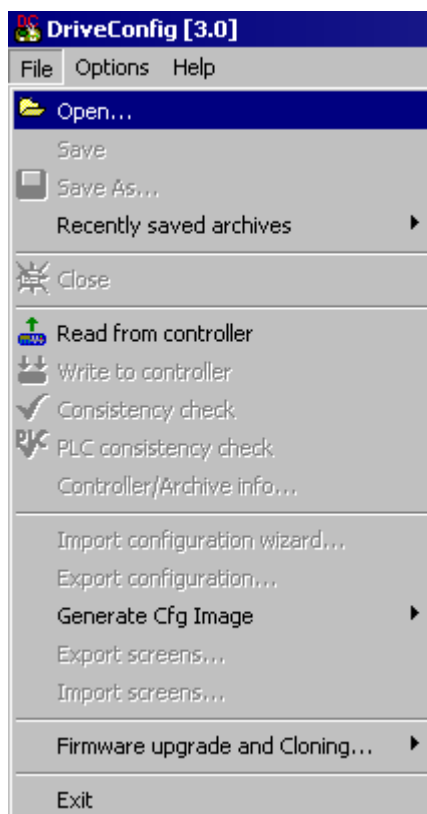 DriveConfig [3.0]
File Options Help
Open...
Save
Save As...
Recently saved archives
Close
Read from controller
Write to controller
Consistency check
PLC consistency check
Controller/Archive info...
Import configuration wizard...
Export configuration...
Generate Cfg Image
Export screens...
Import screens...
Firmware upgrade and Cloning...
Exit